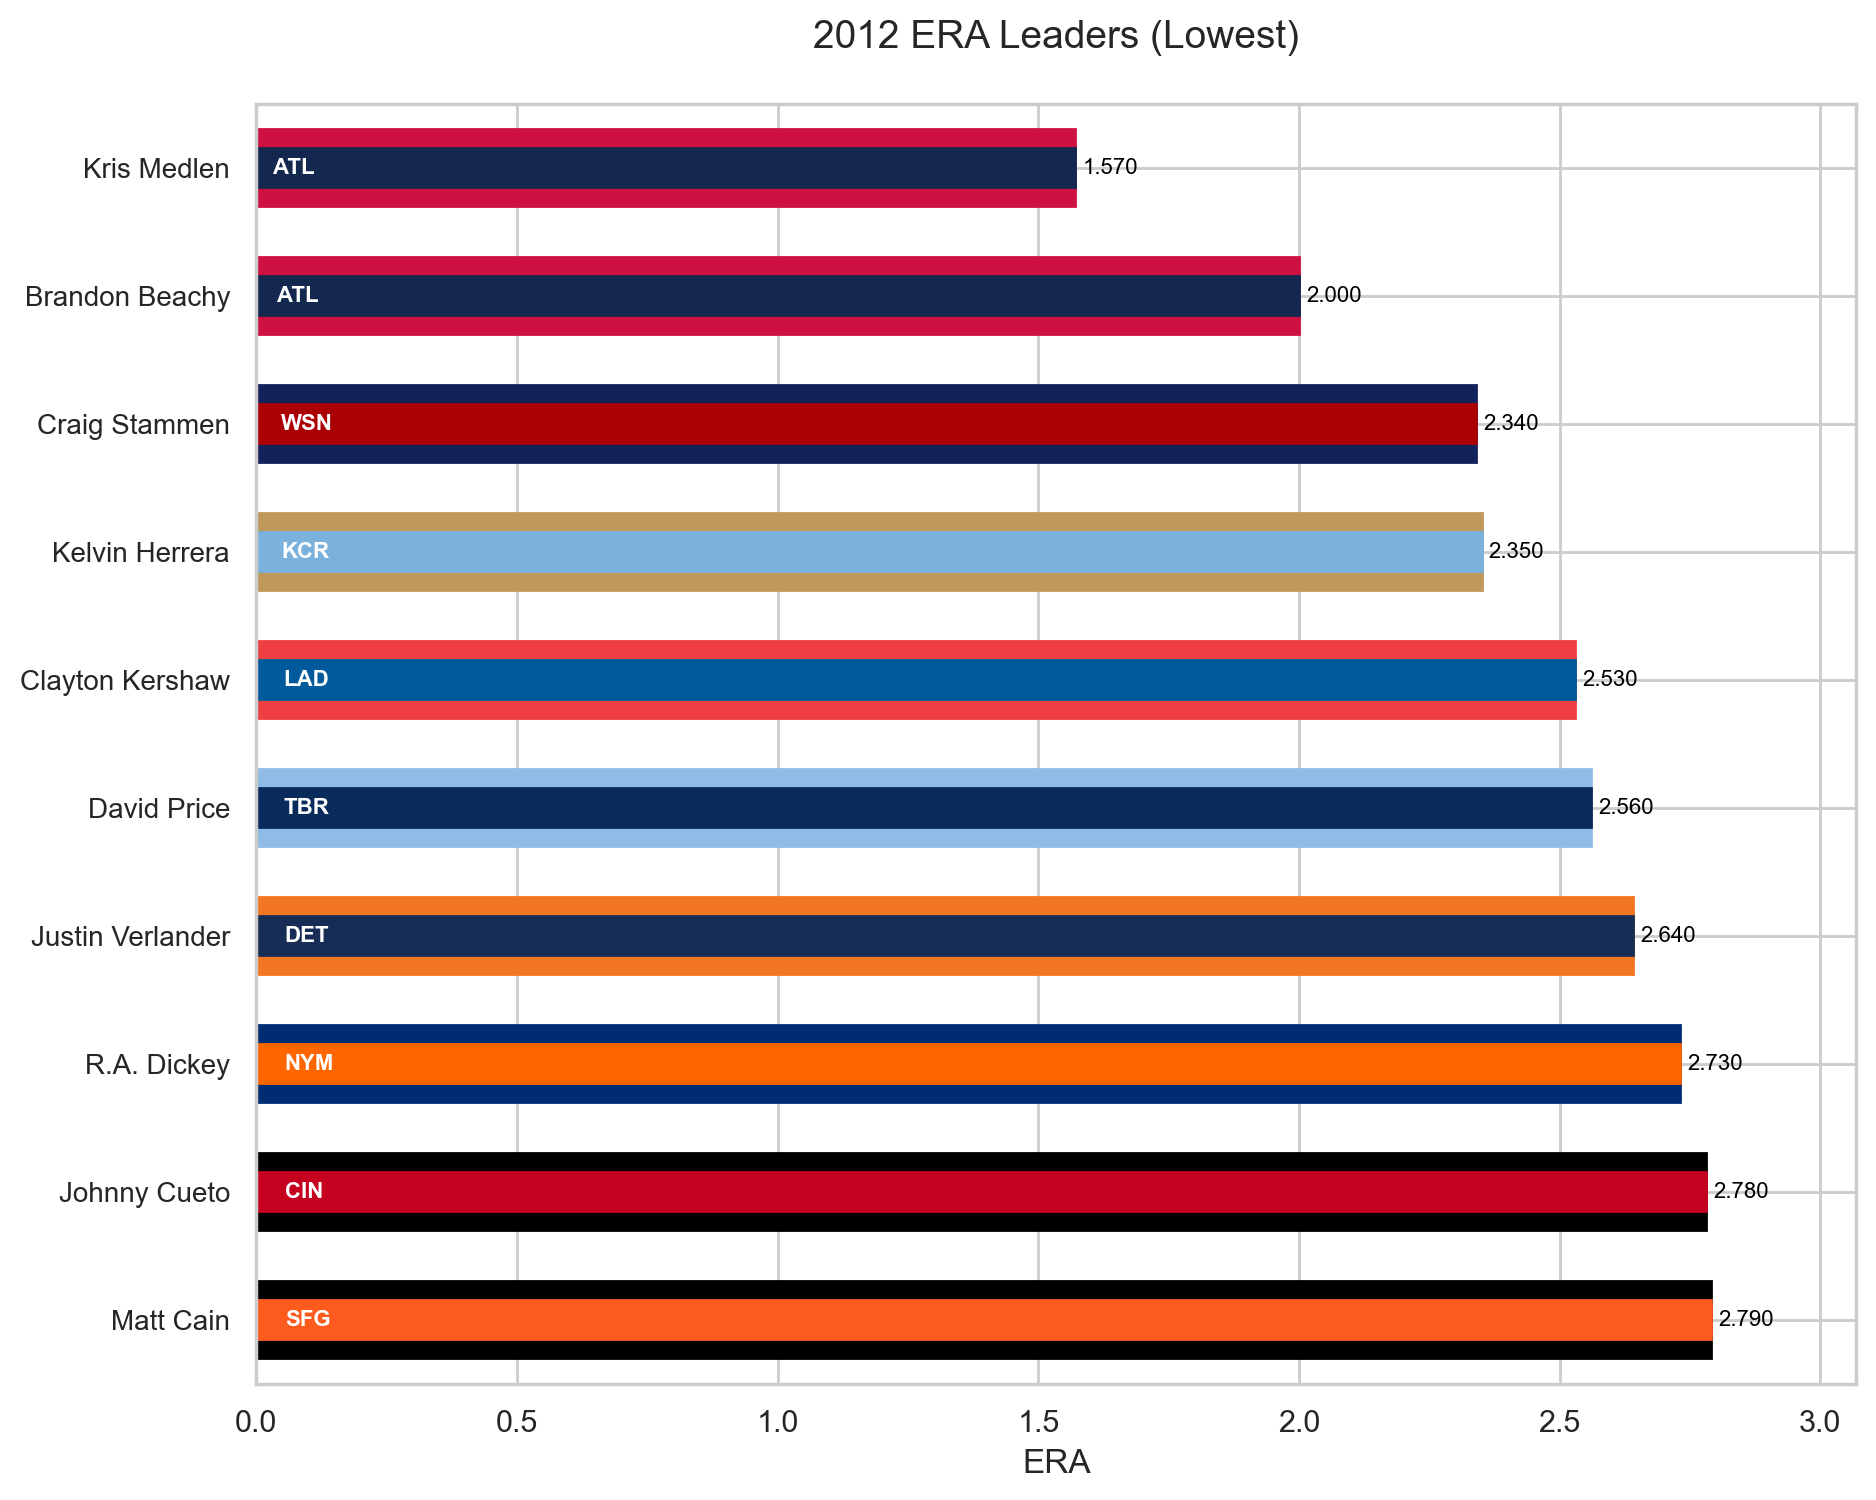 2012 ERA Leaders (Lowest)
Kris Medlen ATL 1.570
Brandon Beachy ATL 2.000
Craig Stammen WSN 2.340
Kelvin Herrera KCR 2.350
Clayton Kershaw LAD 2.530
David Price TBR 2.560
Justin Verlander DET 2.640
R.A. Dickey NYM 2.730
Johnny Cueto CIN 2.780
Matt Cain SFG 2.790
0.0 0.5 1.0 1.5 2.0 2.5 3.0
ERA